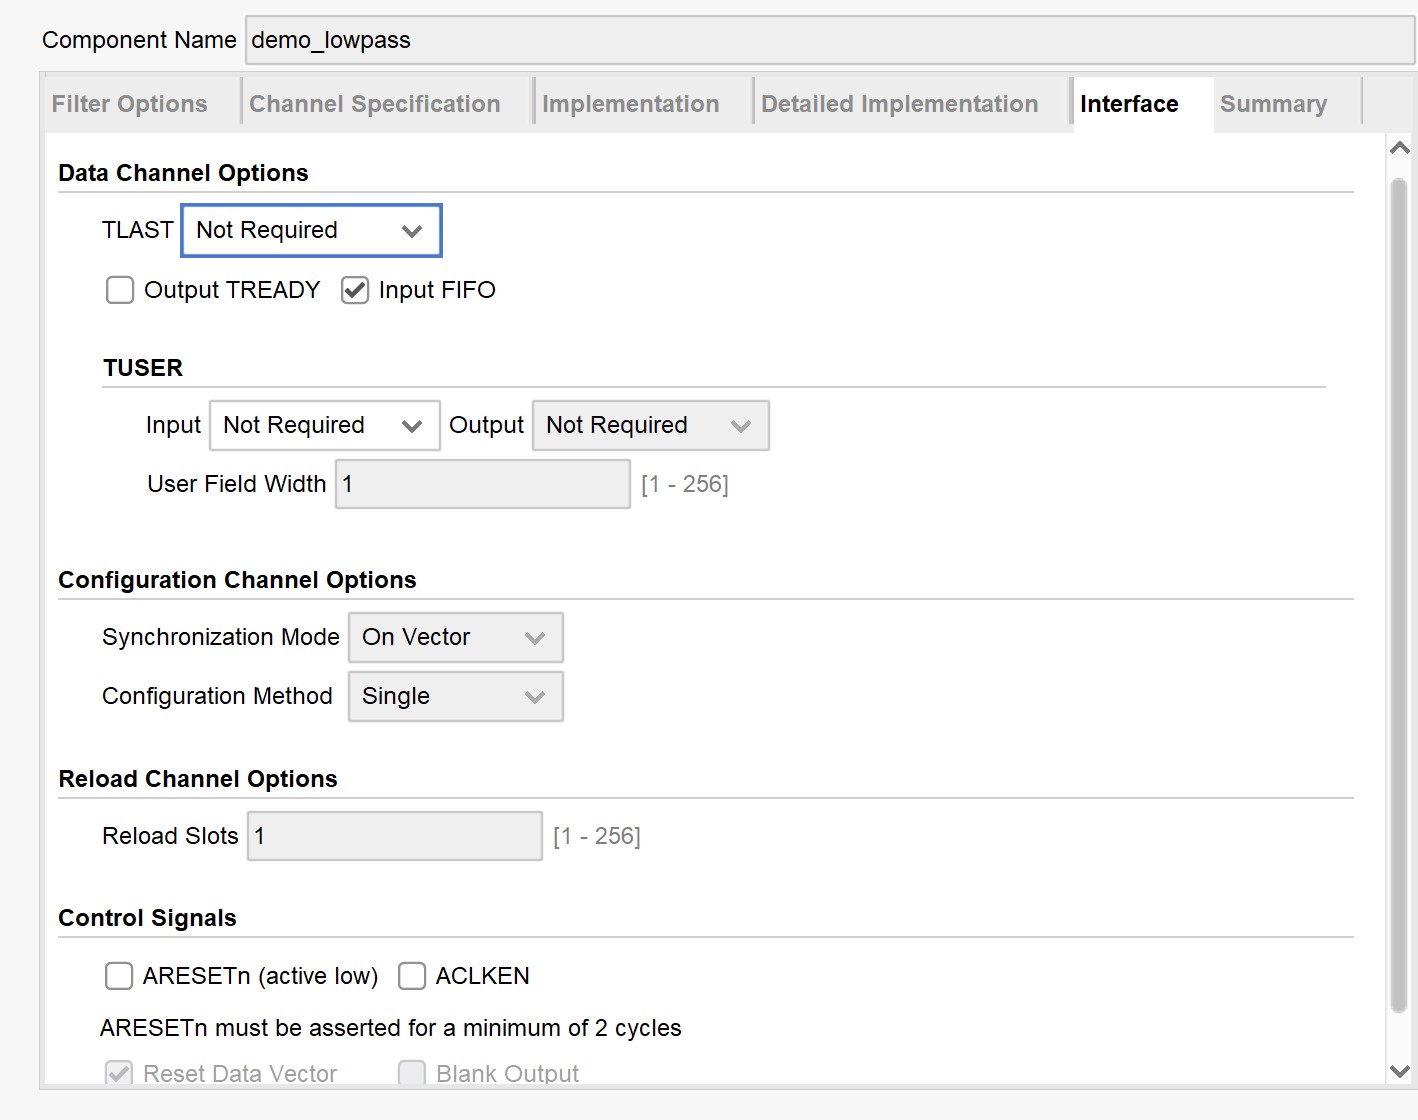 Component Name demo_lowpass
Filter Options Channel Specification Implementation Detailed Implementation Interface Summary
Data Channel Options
TLAST Not Required
Output TREADY Input FIFO
TUSER
Input Not Required Output Not Required
User Field Width 1 [1 - 256]
Configuration Channel Options
Synchronization Mode On Vector
Configuration Method Single
Reload Channel Options
Reload Slots 1 [1 - 256]
Control Signals
ARESETn (active low) ACLKEN
ARESETn must be asserted for a minimum of 2 cycles
Reset Data Vector Blank Output